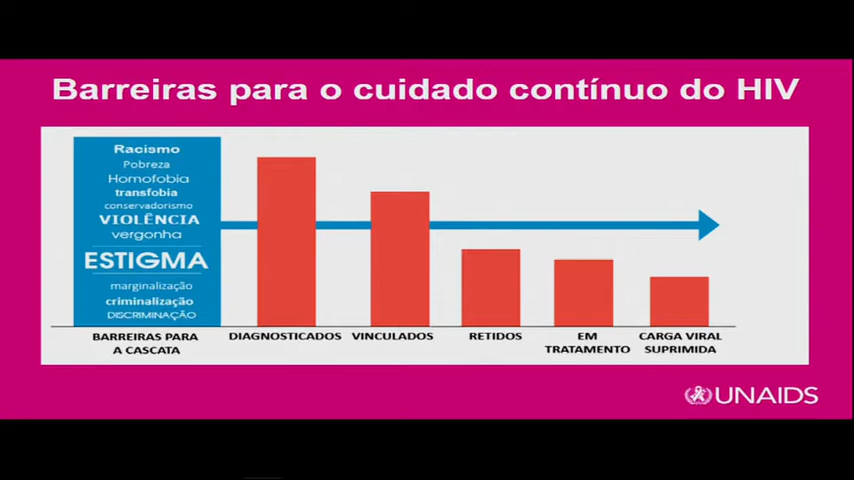 Barreiras para o cuidado contínuo do HIV
Racismo
Pobreza
Homofobia
transfobia
conservadorismo
VIOLÊNCIA
vergonha
ESTIGMA
marginalização
criminalização
DISCRIMINAÇÃO
BARREIRAS PARA
A CASCATA
DIAGNOSTICADOS
VINCULADOS
RETIDOS
EM
TRATAMENTO
CARGA VIRAL
SUPRIMIDA
UNAIDS